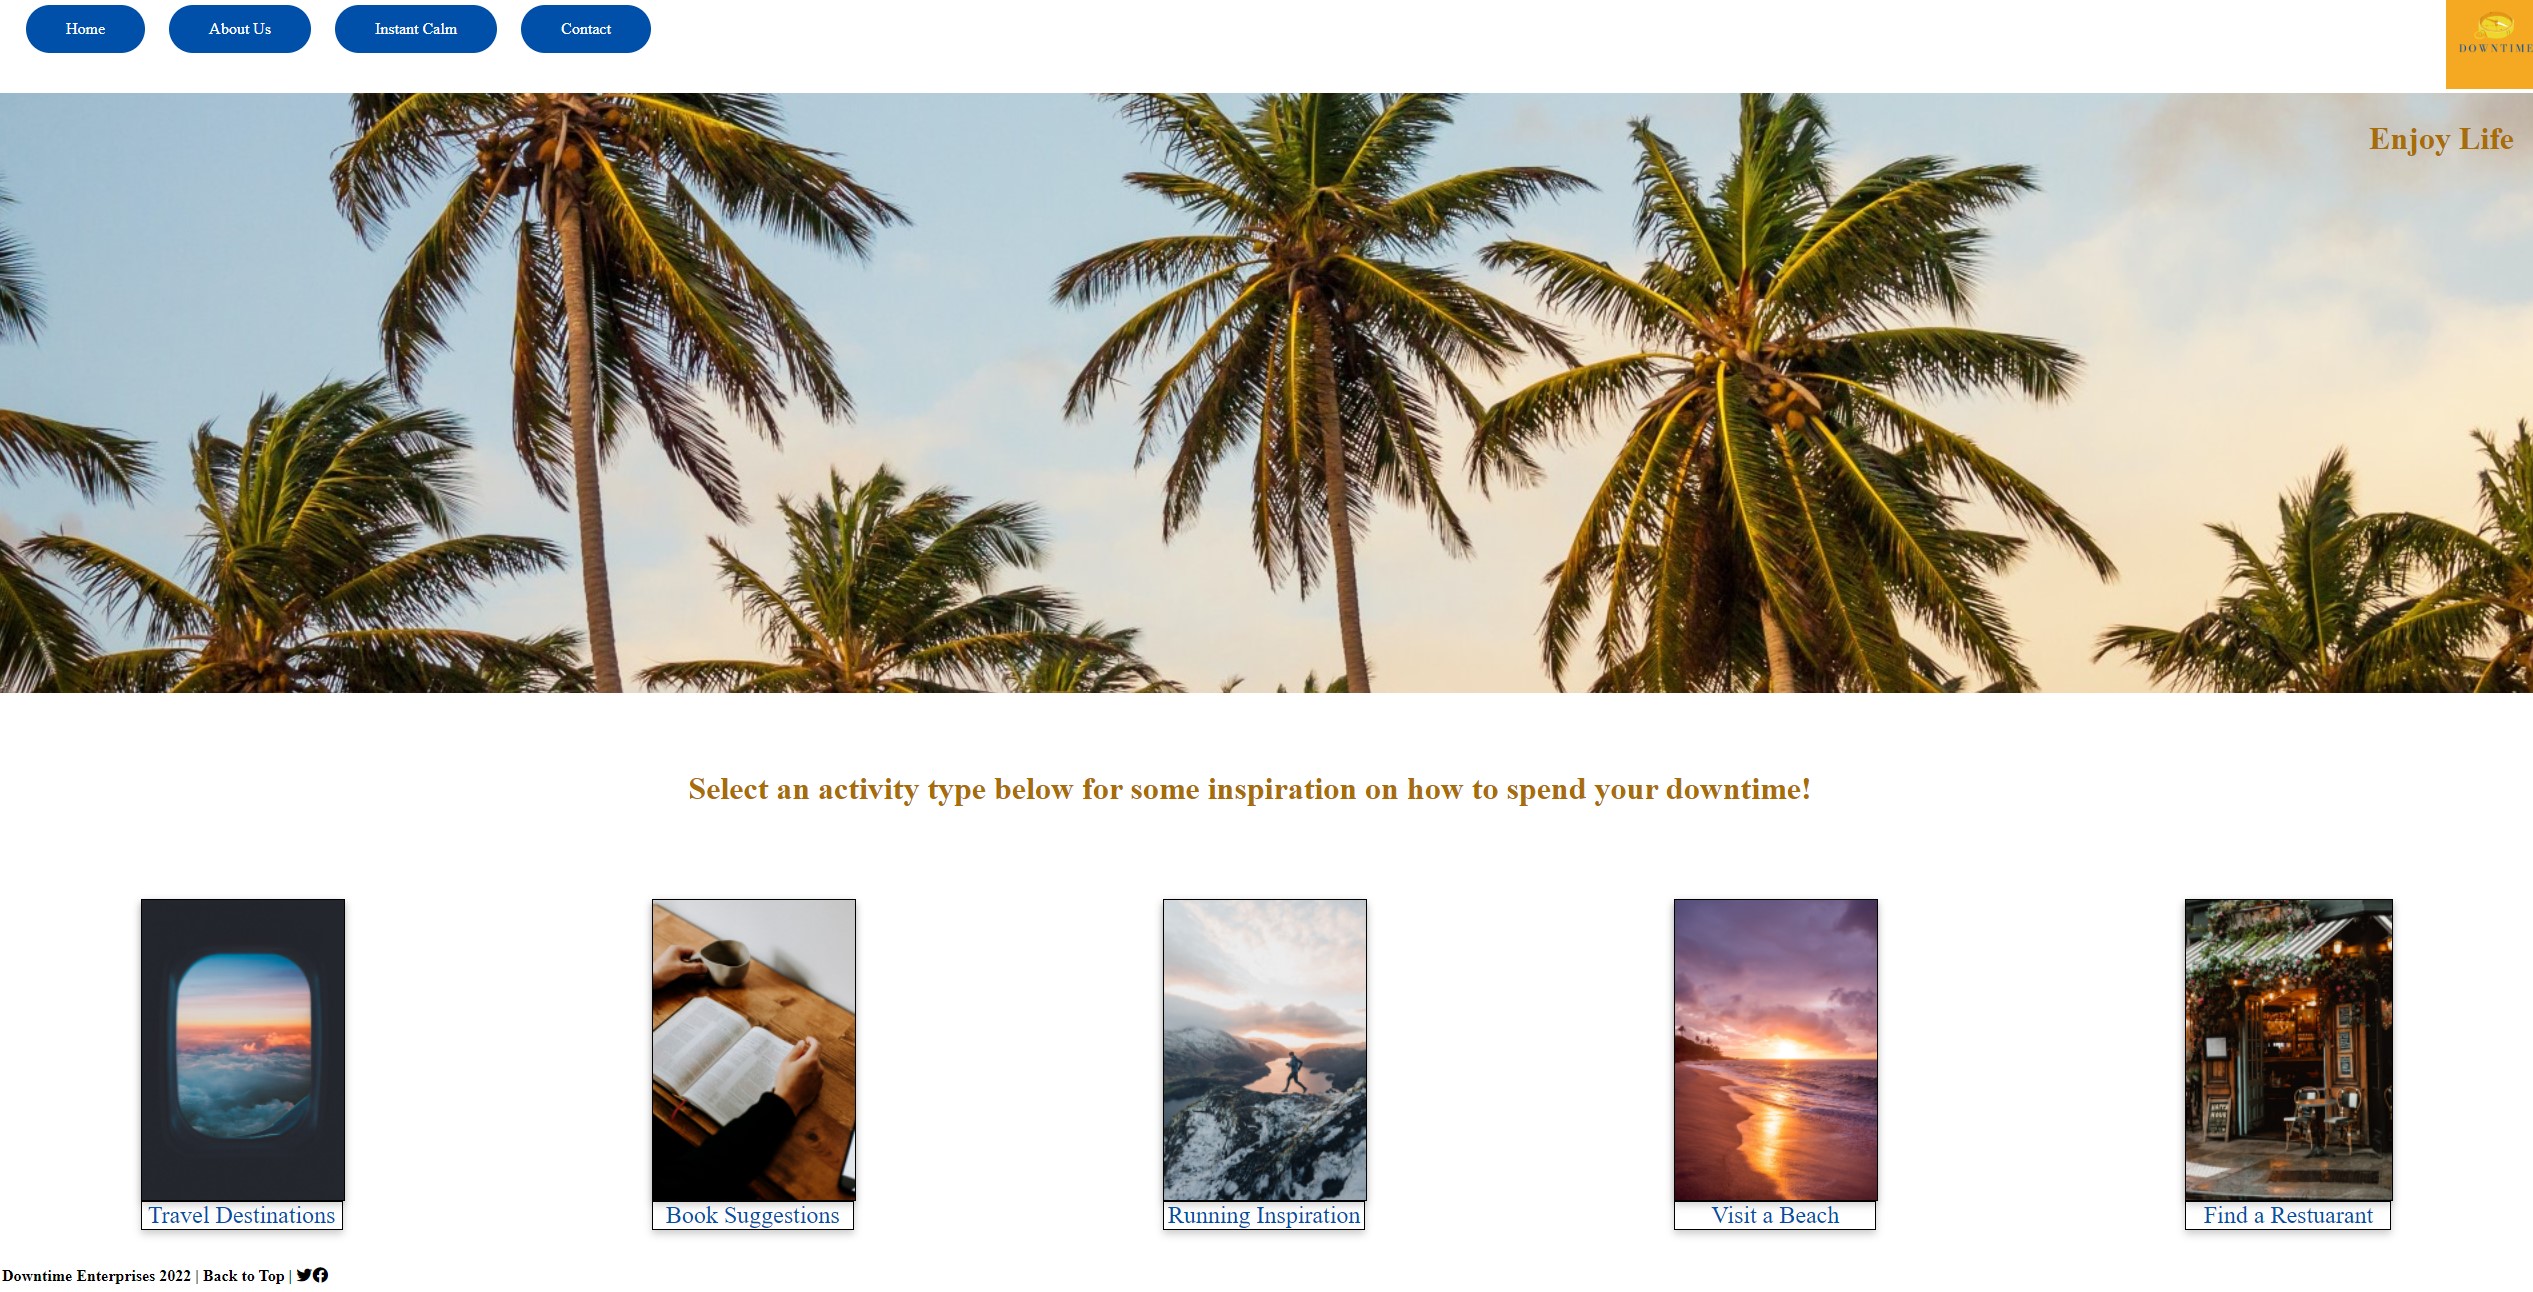 Home
About Us
Instant Calm
Contact
DOWNTIME
Enjoy Life
Select an activity type below for some inspiration on how to spend your downtime!
Travel Destinations
Book Suggestions
Running Inspiration
Visit a Beach
Find a Restuarant
Downtime Enterprises 2022 | Back to Top |